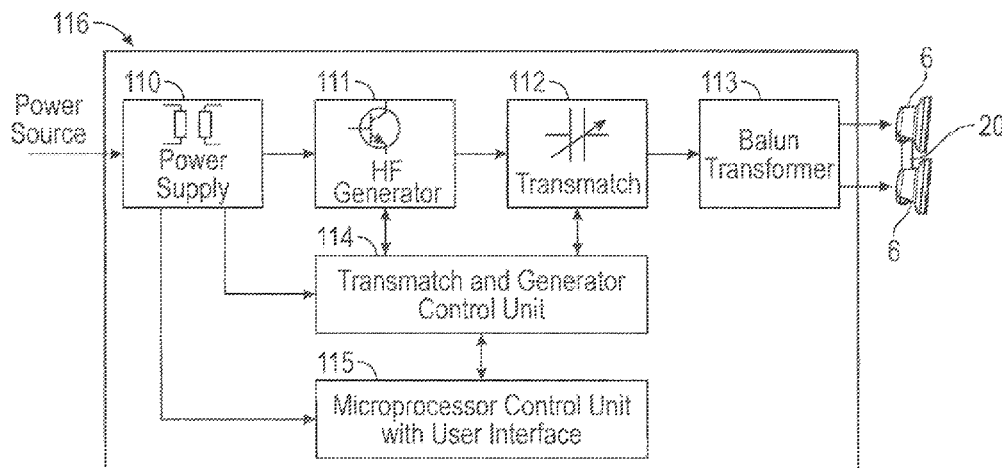 116
Power
Source
110
Power
Supply
111
HF
Generator
112
Transmatch
113
Balun
Transformer
6
20
6
114
Transmatch and Generator
Control Unit
115
Microprocessor Control Unit
with User Interface